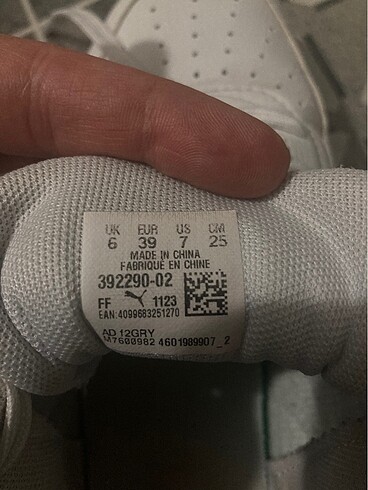 UK EUR US CM
6 39 7 25
MADE IN CHINA
FABRIQUÉ EN CHINE
392290-02
FF 1123
EAN:4099683251270
AD 12GRY
M7600982 4601989907_2